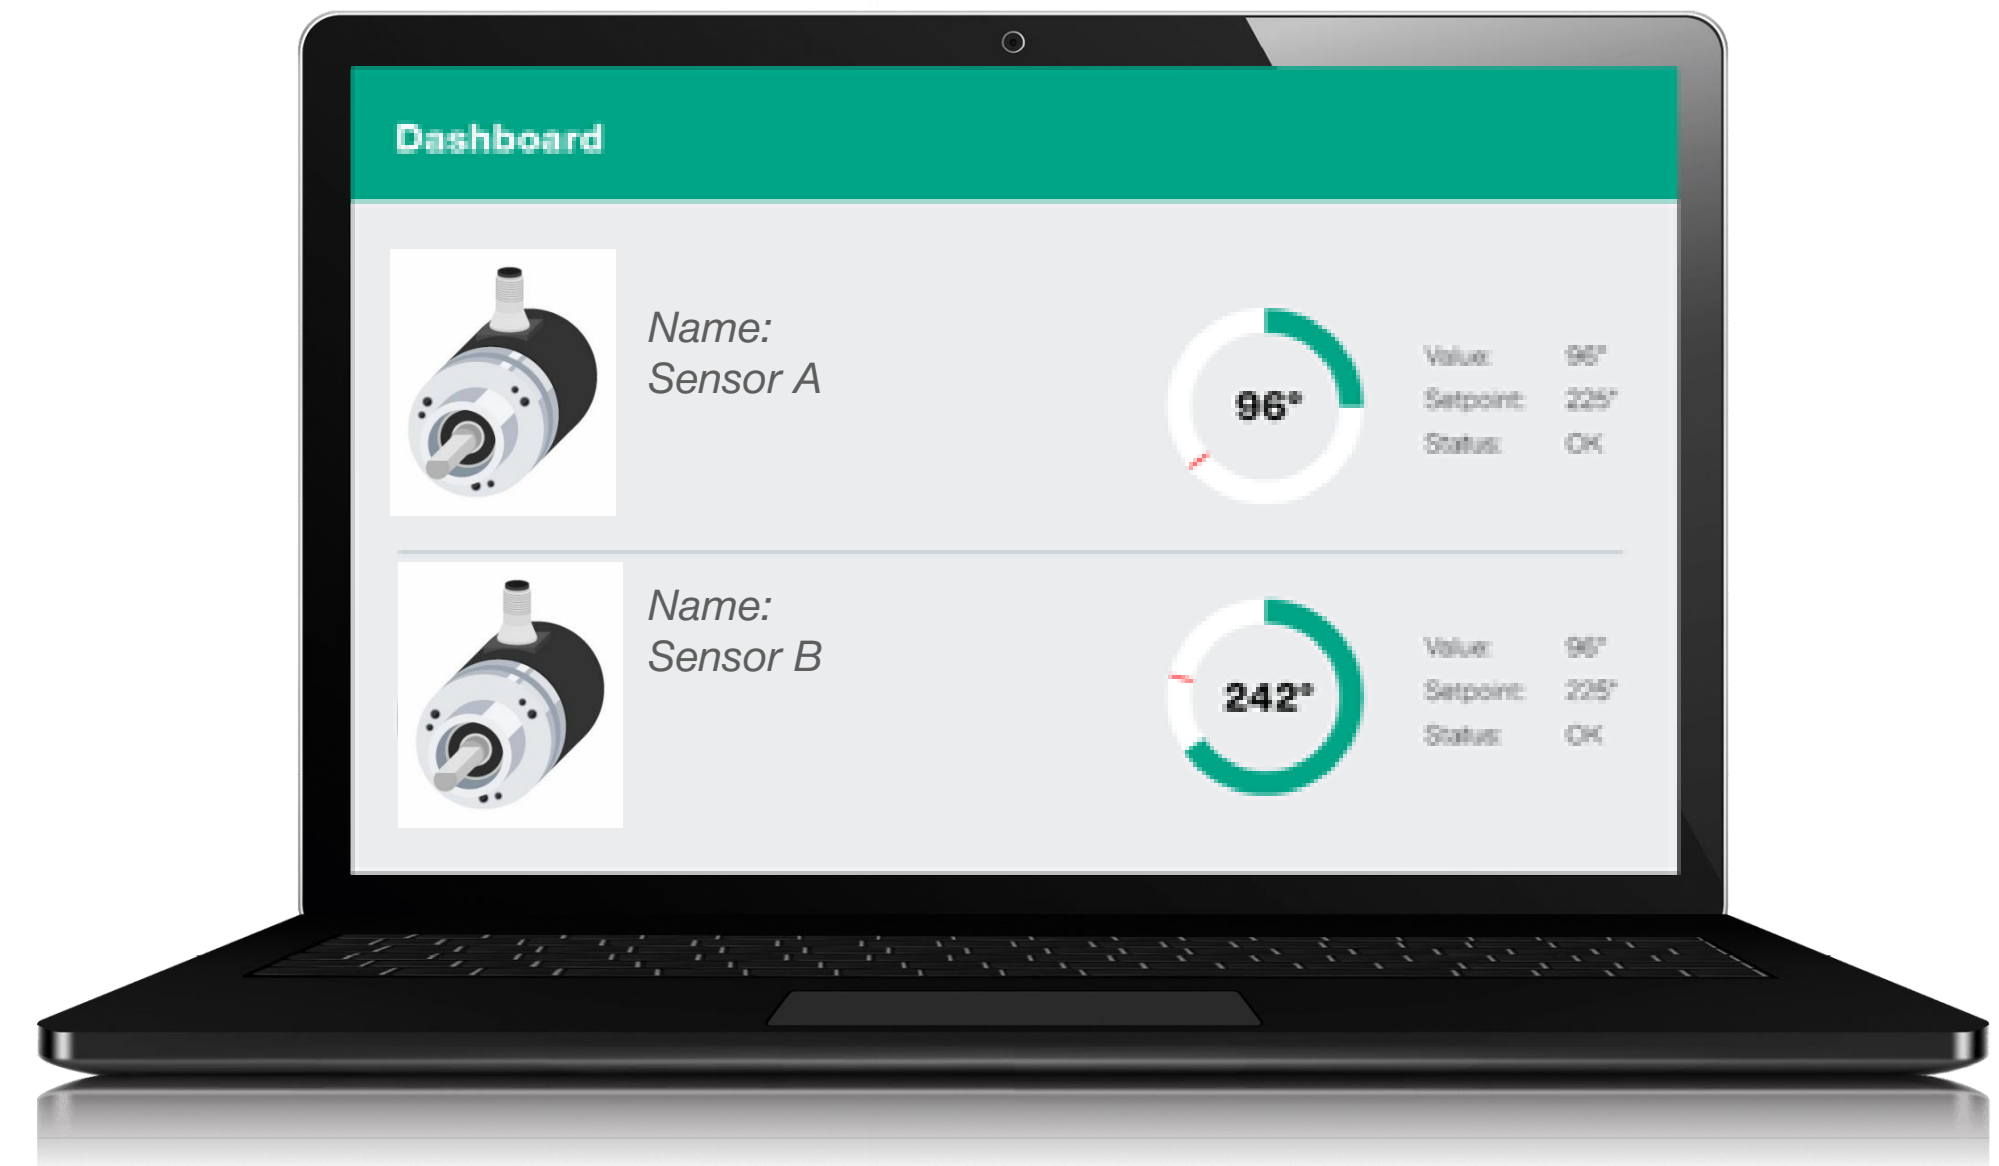 Dashboard
Name:
Sensor A
96°
Value: 96°
Setpoint: 225°
Status: OK
Name:
Sensor B
242°
Value: 96°
Setpoint: 225°
Status: OK